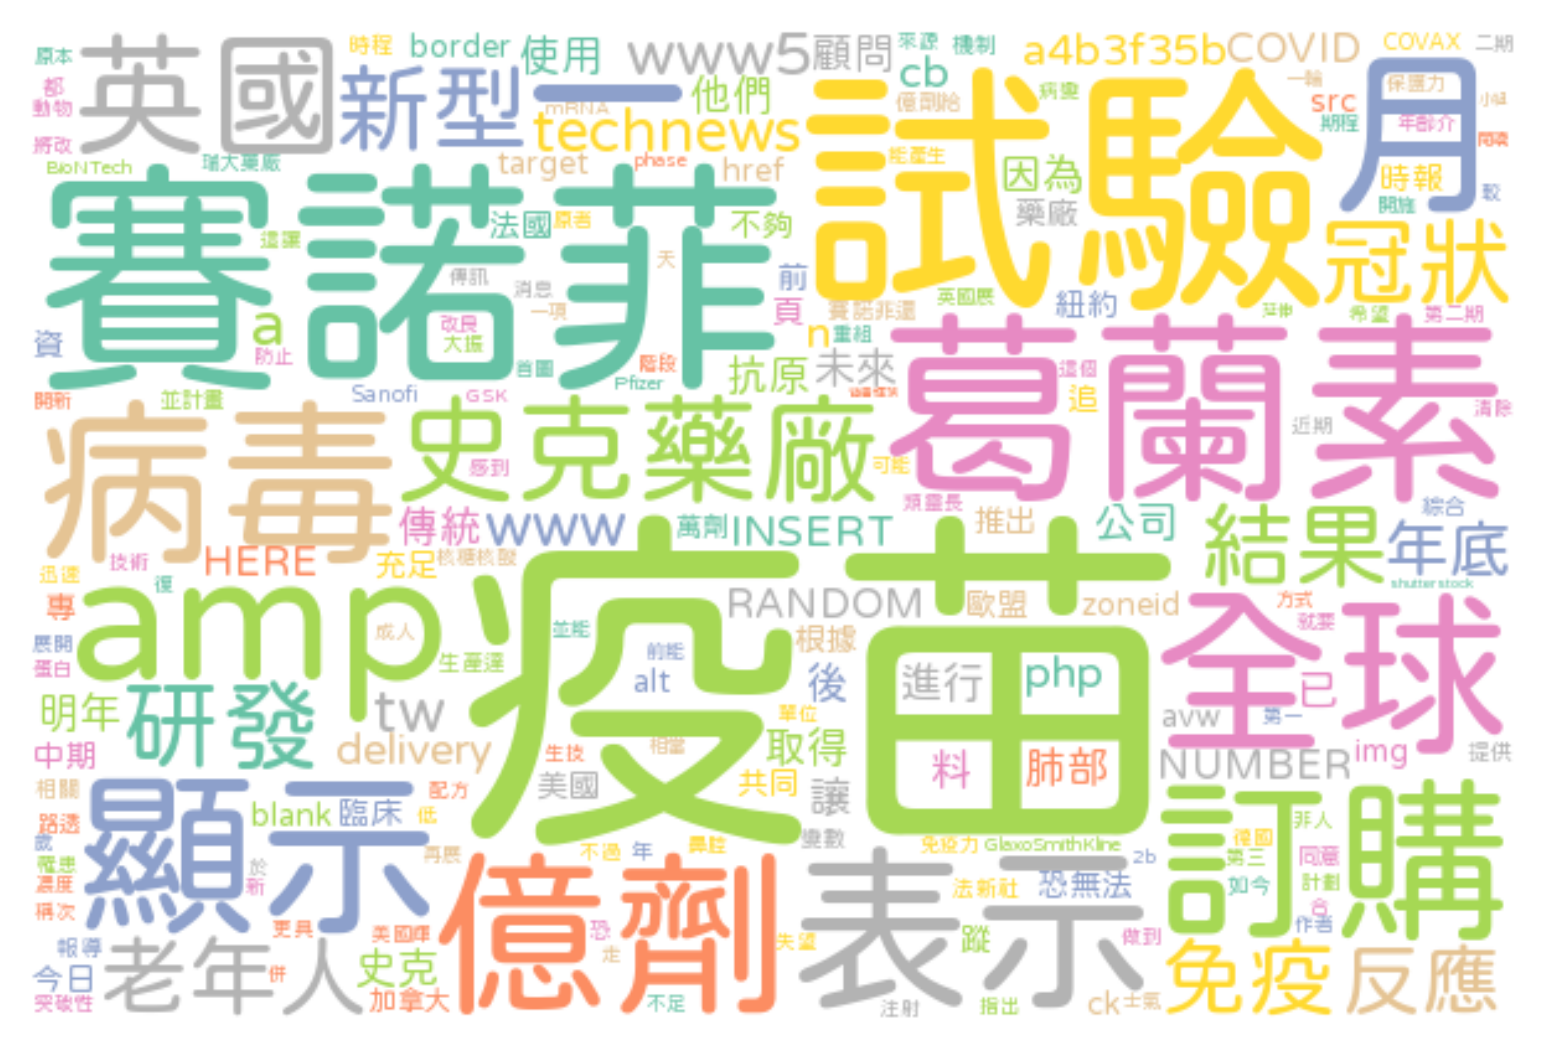 原本
英國
時程
border
使用
www5
顧問
來源
機制
a4b3f35b
COVID
COVAX
二期
都
動物
新型
一
mRNA
他們
cb
億劑給
試驗
病變
一輪
src
期程
月
保護力
年齡介
將改
BioNTech
瑞大藥廠
technews
target
phase
href
能產生
因為
藥廠
時報
開施
較
賽諾菲
這讓
法國
原者
不夠
冠狀
傳訊
天
前
消息
頁
賽諾菲還
英國展
紐約
延伸
希望
第二期
資
a
防止
改良
大振
一項
n
重組
首圖
階段
Pfizer
抗原
未來
葛蘭素
這個
追
開新
並計畫
Sanofi
GSK
清除
近期
病毒
史克藥廠
感到
可能
類靈長
綜合
傳統
www
萬劑
INSERT
推出
公司
結果
年底
HERE
技術
迅速
復
充足
核糖核酸
疫苗
shutterstock
專
amp
成人
RANDOM
歐盟
zoneid
方式
就要
全球
展開
蛋白
生產達
並能
前能
alt
根據
後
進行
php
已
明年
研發
tw
單位
avw
第一
中期
delivery
生技
相當
取得
料
肺部
NUMBER
img
提供
相關
顯示
配方
美國
共同
讓
訂購
路透
blank
臨床
低
變數
非人
歲
罹患
於
再展
不過
年
鼻腔
免疫力
GlaxoSmithKline
2b
德國
第三
同意
濃度
新
億劑
表示
法新社
恐無法
如今
計劃
稱次
更具
美國暉
恐
合
作者
報導
老年人
史克
走
失望
蹤
做到
免疫
反應
今日
併
突破性
加拿大
不足
注射
指出
ck
士氣